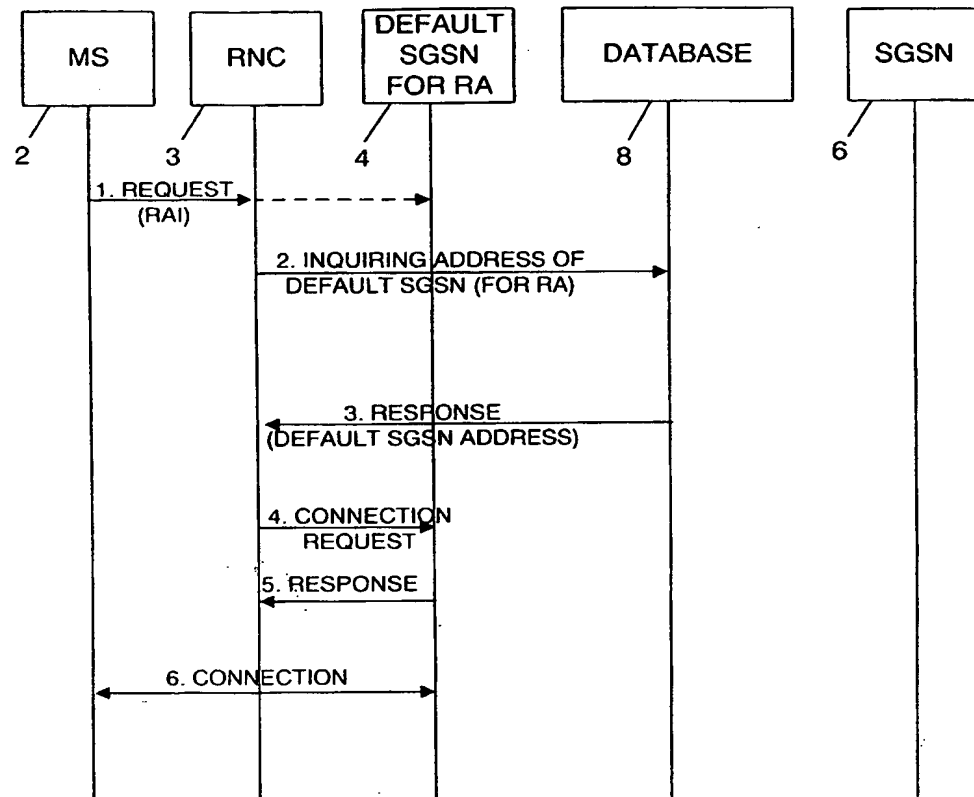 MS
RNC
DEFAULT
SGSN
FOR RA
DATABASE
SGSN
2
3
4
8
6
1. REQUEST
(RAI)
2. INQUIRING ADDRESS OF
DEFAULT SGSN (FOR RA)
3. RESPONSE
(DEFAULT SGSN ADDRESS)
4. CONNECTION
REQUEST
5. RESPONSE
6. CONNECTION